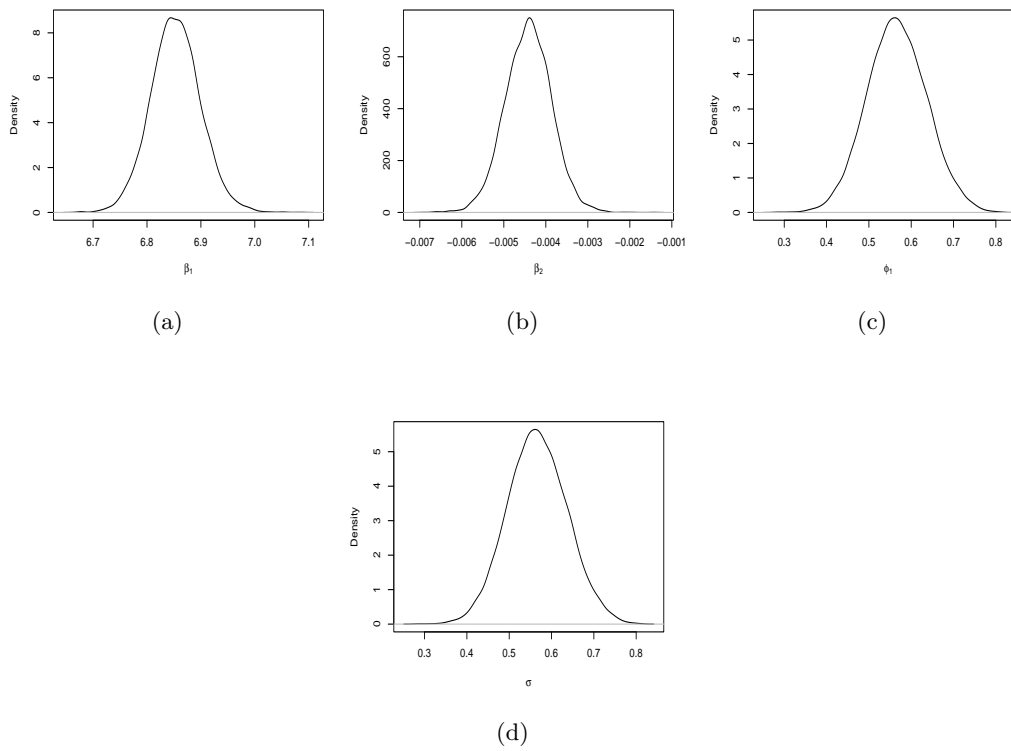 Density
8
6
4
2
0
6.7 6.8 6.9 7.0 7.1
β₁
(a)
Density
600
400
200
0
−0.007 −0.006 −0.005 −0.004 −0.003 −0.002 −0.001
β₂
(b)
Density
5
4
3
2
1
0
0.3 0.4 0.5 0.6 0.7 0.8
ϕ₁
(c)
Density
5
4
3
2
1
0
0.3 0.4 0.5 0.6 0.7 0.8
σ
(d)